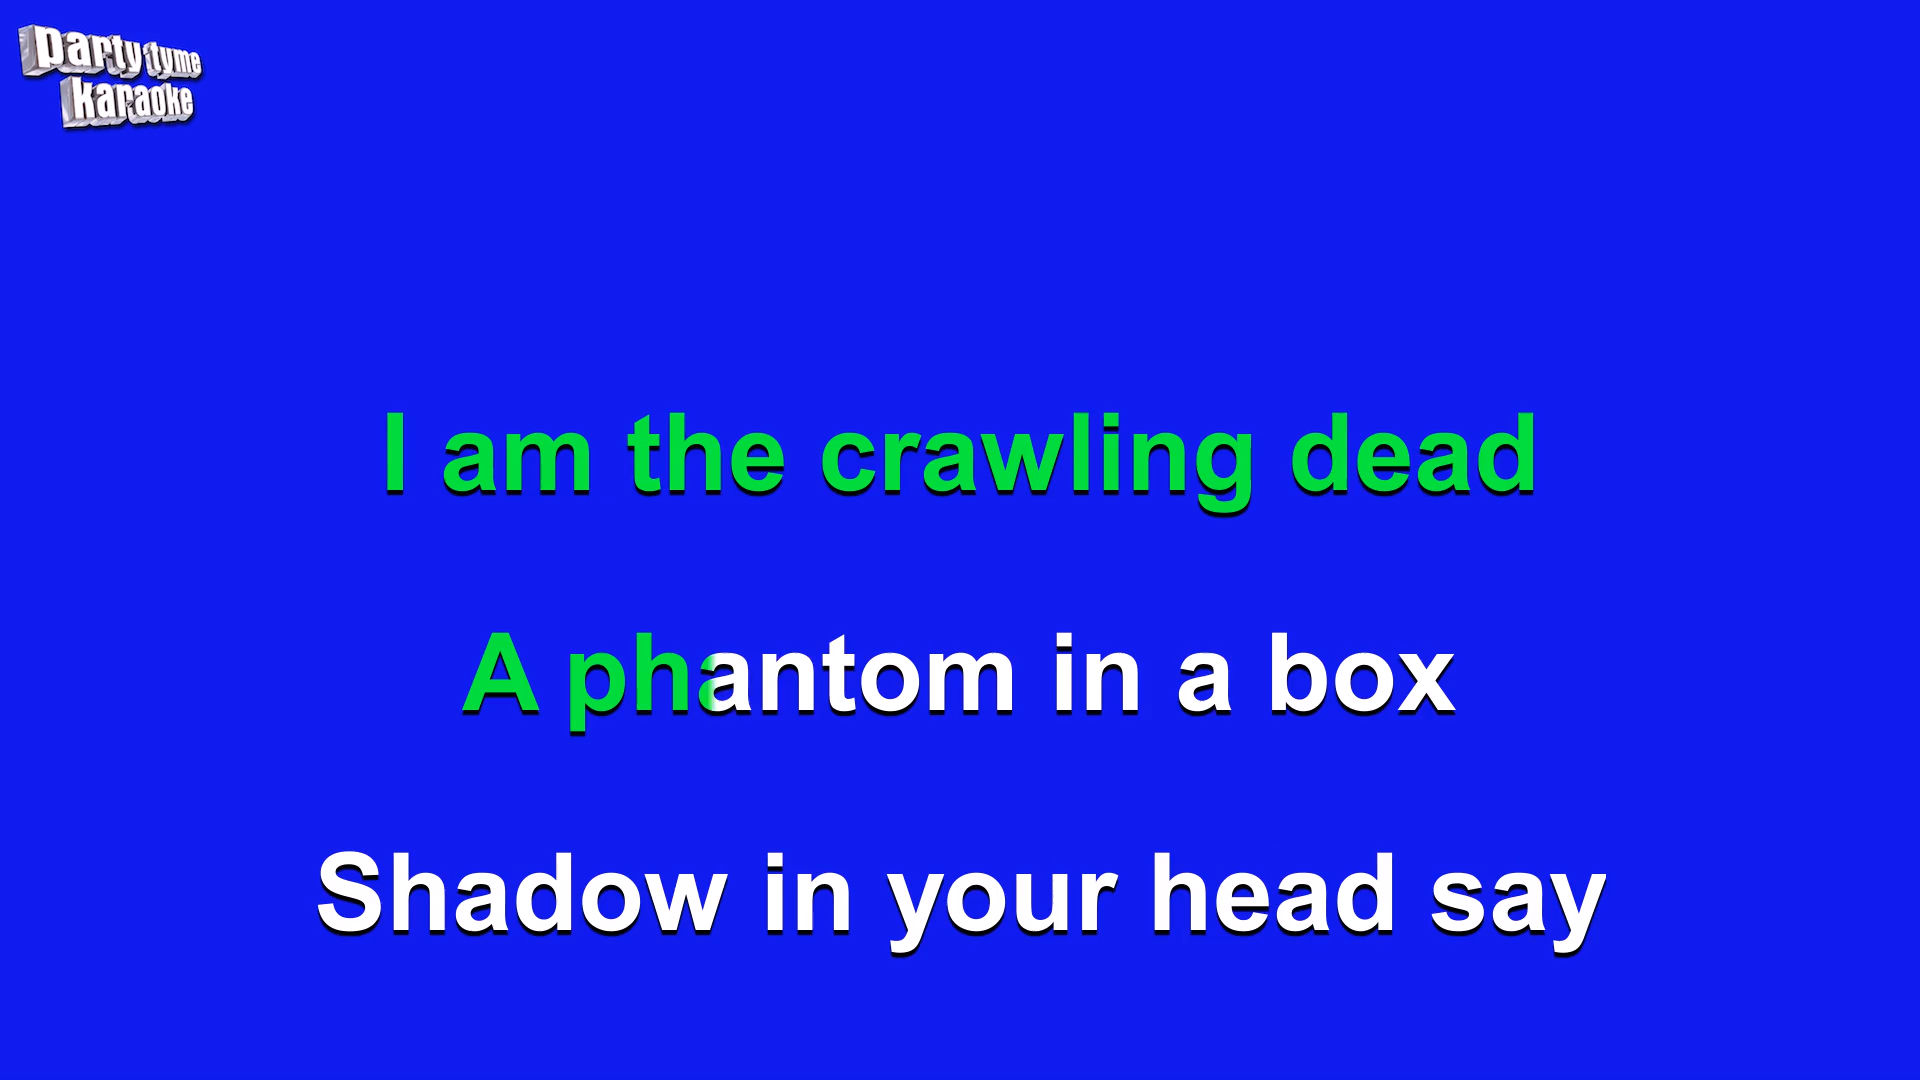 party tyme
karaoke
I am the crawling dead
A phantom in a box
Shadow in your head say